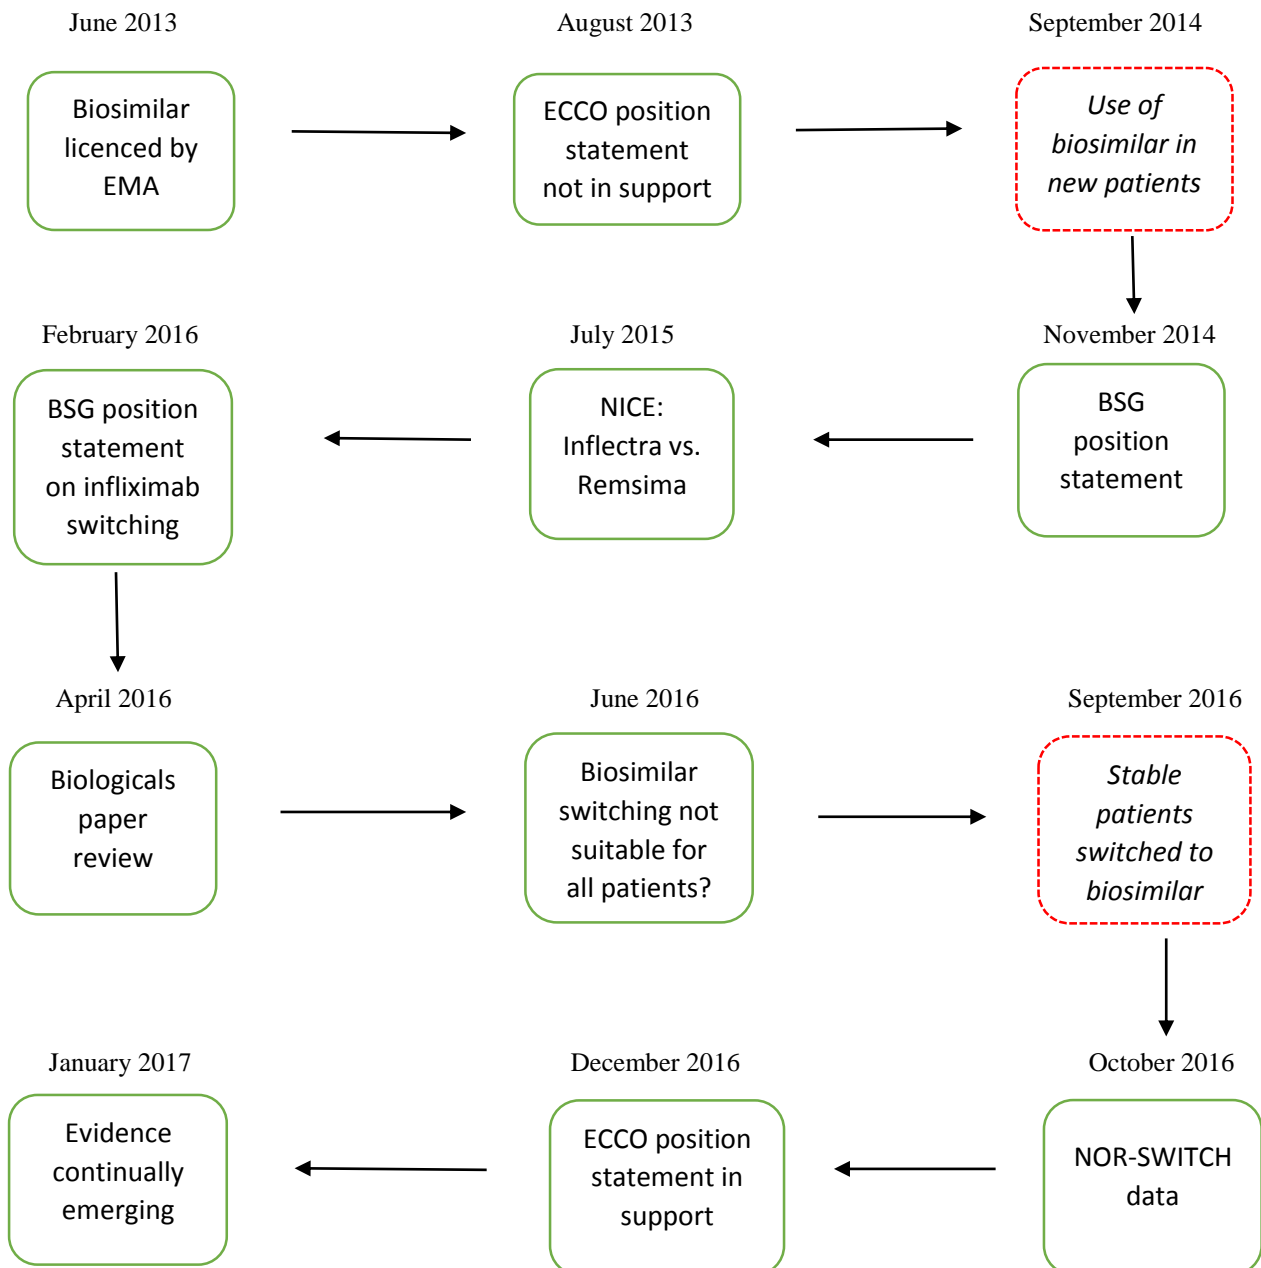 June 2013
Biosimilar
licenced by
EMA
August 2013
ECCO position
statement
not in support
September 2014
Use of
biosimilar in
new patients
November 2014
BSG
position
statement
July 2015
NICE:
Inflectra vs.
Remsima
February 2016
BSG position
statement
on infliximab
switching
April 2016
Biologicals
paper
review
June 2016
Biosimilar
switching not
suitable for
all patients?
September 2016
Stable
patients
switched to
biosimilar
October 2016
NOR-SWITCH
data
December 2016
ECCO position
statement in
support
January 2017
Evidence
continually
emerging